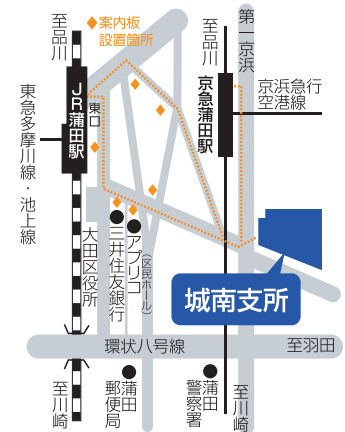 至品川
案内板
設置箇所
至品川
第一京浜
JR蒲田駅
東口
京急蒲田駅
京浜急行
空港線
東急多摩川線・池上線
大田区役所
三井住友銀行
アプリコ
(区民ホール)
城南支所
環状八号線
至羽田
至川崎
蒲田
郵便局
蒲田
警察署
至川崎